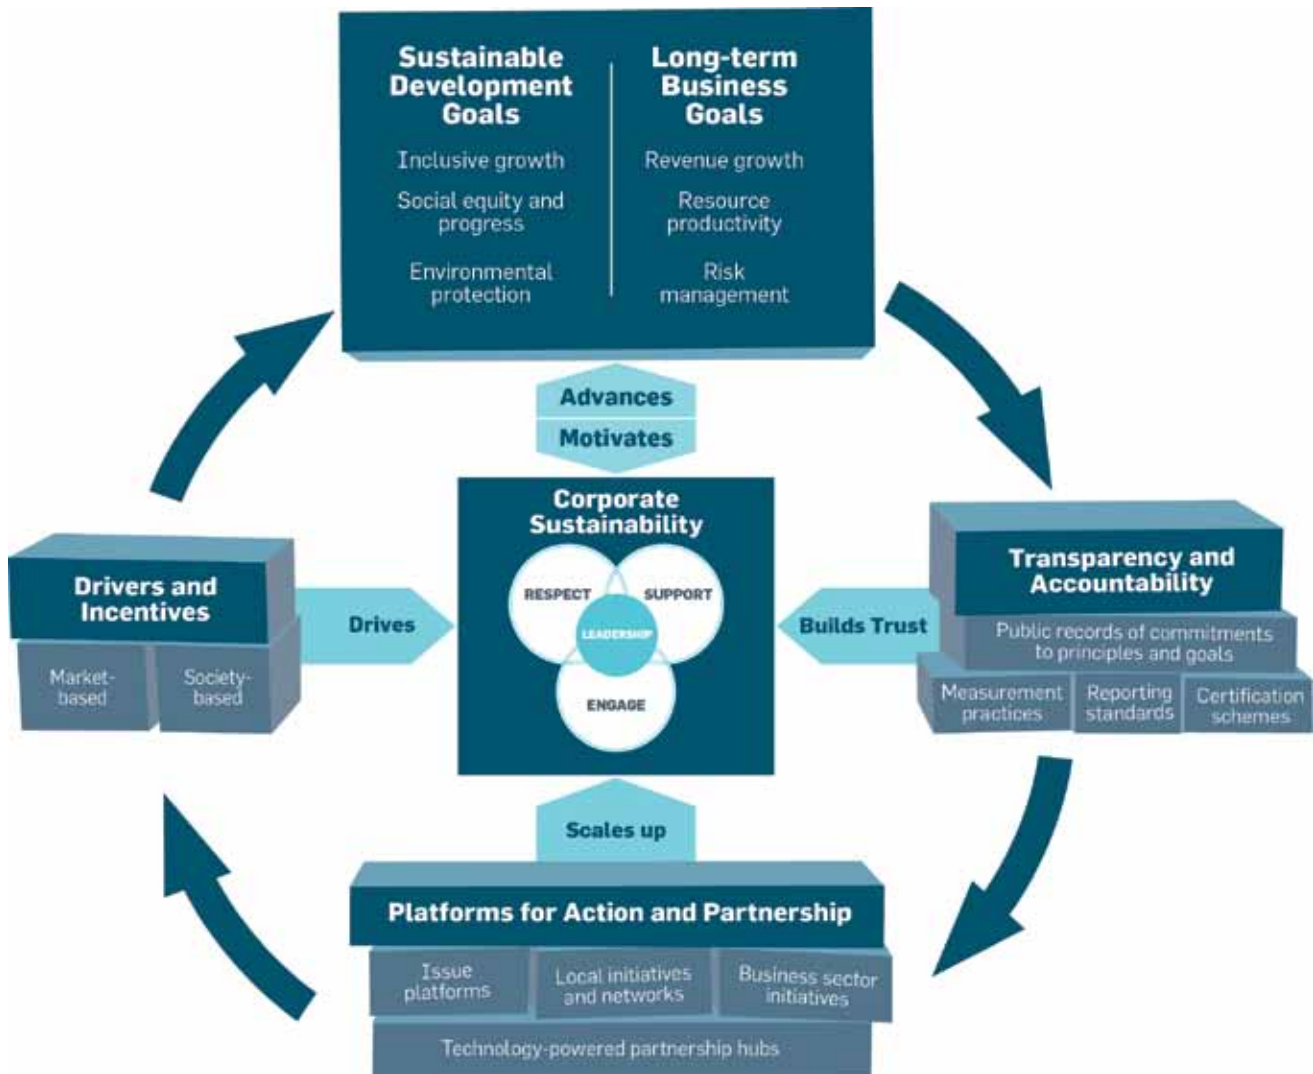 Sustainable
Development
Goals
Inclusive growth
Social equity and
progress
Environmental
protection
Long-term
Business
Goals
Revenue growth
Resource
productivity
Risk
management
Advances
Motivates
Corporate
Sustainability
RESPECT
SUPPORT
LEADERSHIP
ENGAGE
Drivers and
Incentives
Market-
based
Society-
based
Drives
Builds Trust
Transparency and
Accountability
Public records of commitments
to principles and goals
Measurement
practices
Reporting
standards
Certification
schemes
Scales up
Platforms for Action and Partnership
Issue
platforms
Local initiatives
and networks
Business sector
initiatives
Technology-powered partnership hubs